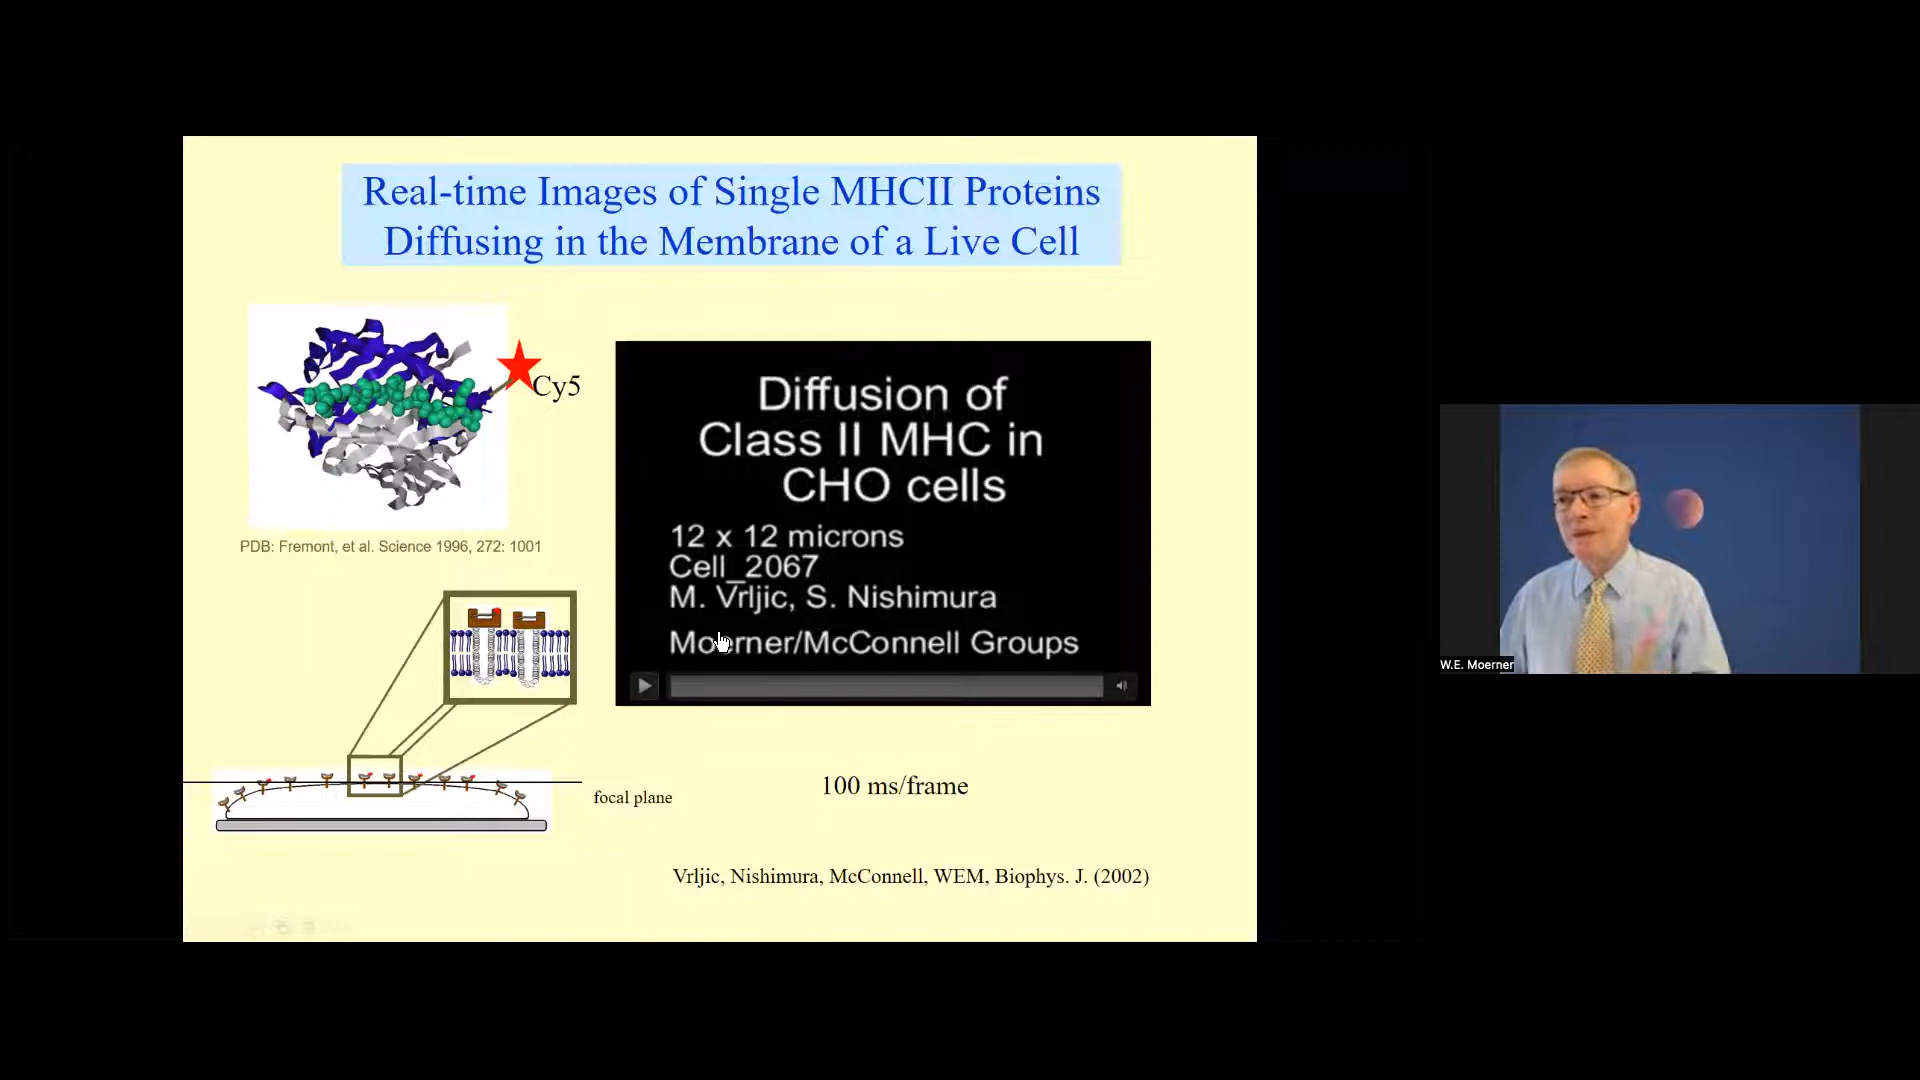 Real-time Images of Single MHCII Proteins
Diffusing in the Membrane of a Live Cell
Cy5
PDB: Fremont, et al. Science 1996, 272: 1001
Diffusion of
Class II MHC in
CHO cells
12 x 12 microns
Cell_2067
M. Vrljic, S. Nishimura
Moerner/McConnell Groups
focal plane
100 ms/frame
Vrljic, Nishimura, McConnell, WEM, Biophys. J. (2002)
W.E. Moerner